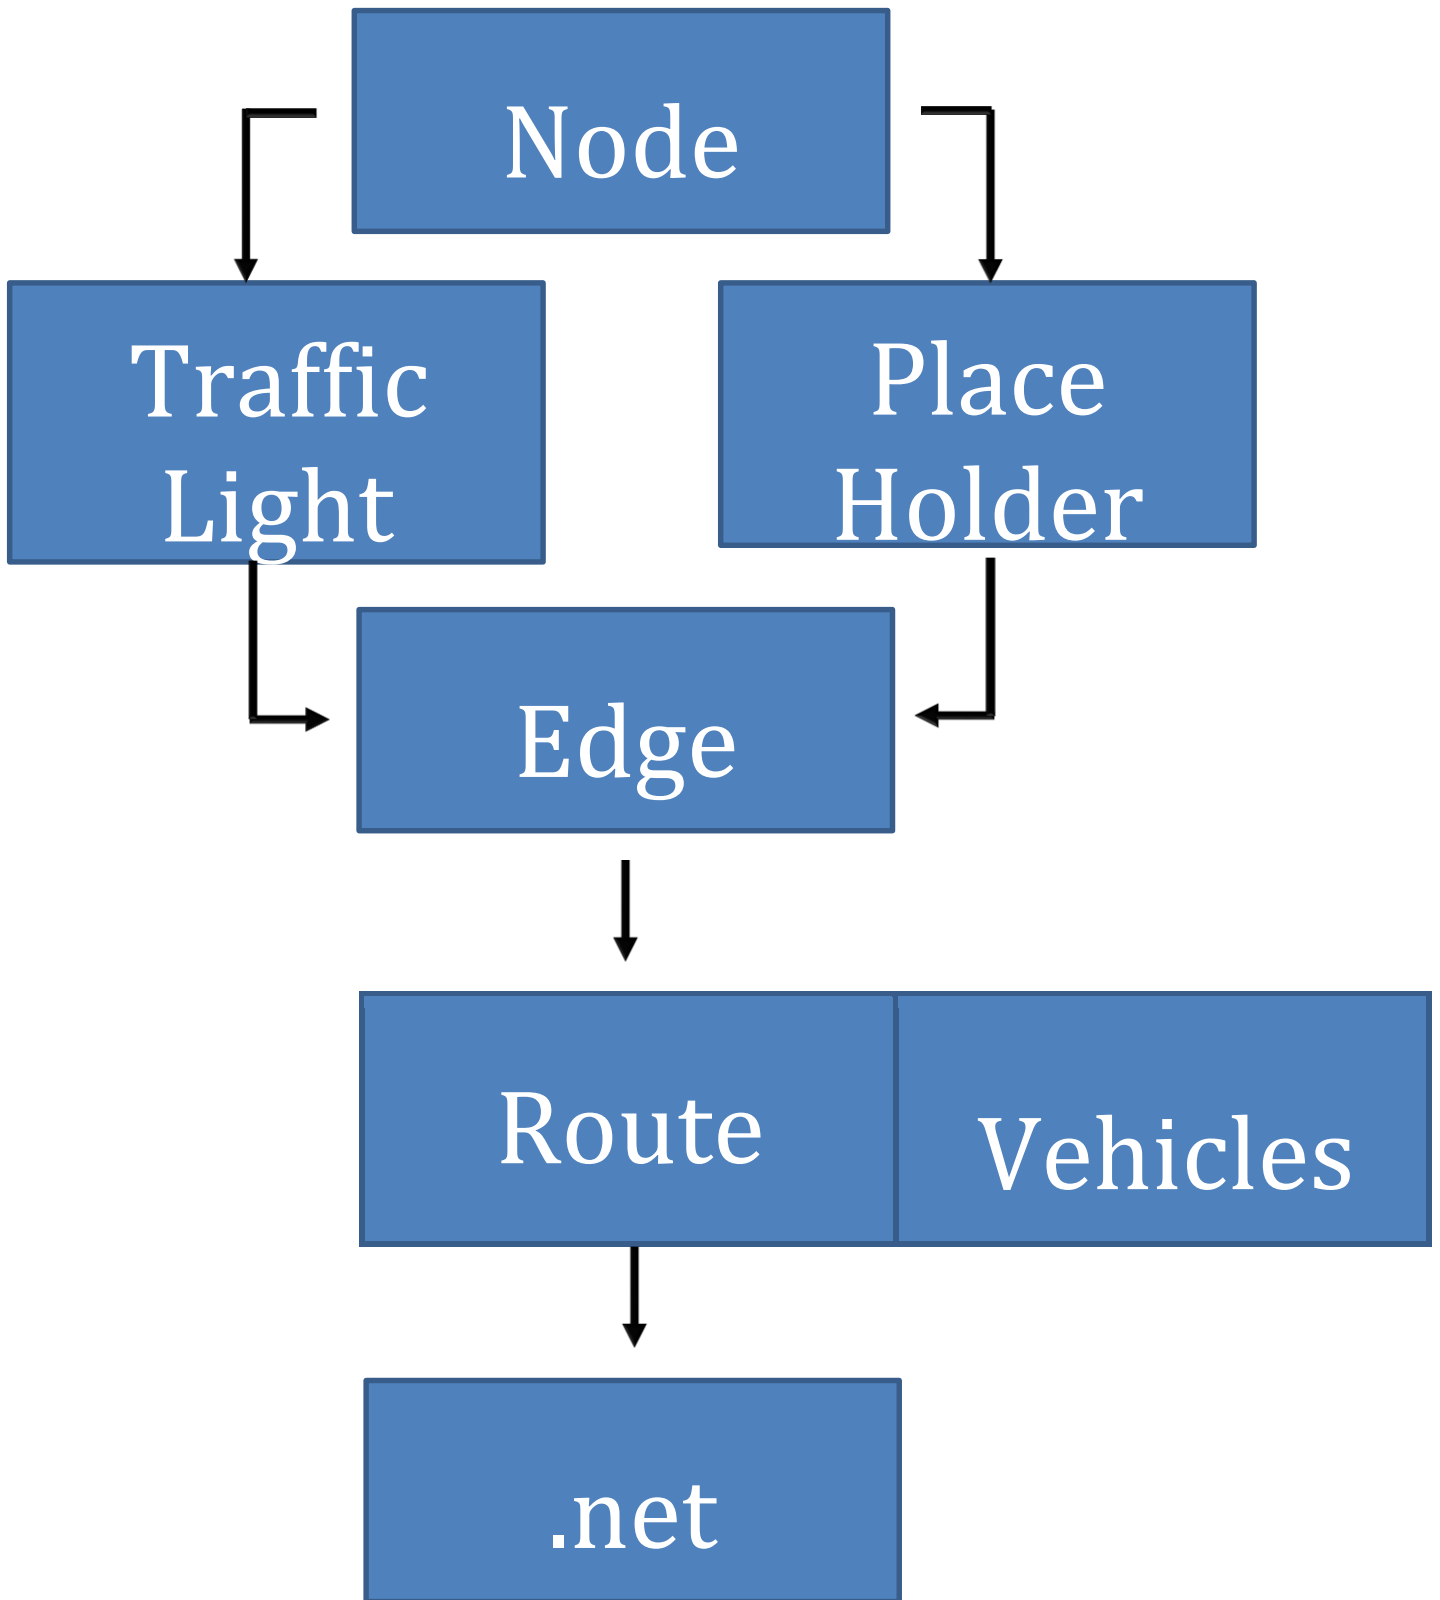 Node
Traffic
Light
Place
Holder
Edge
Route
Vehicles
.net